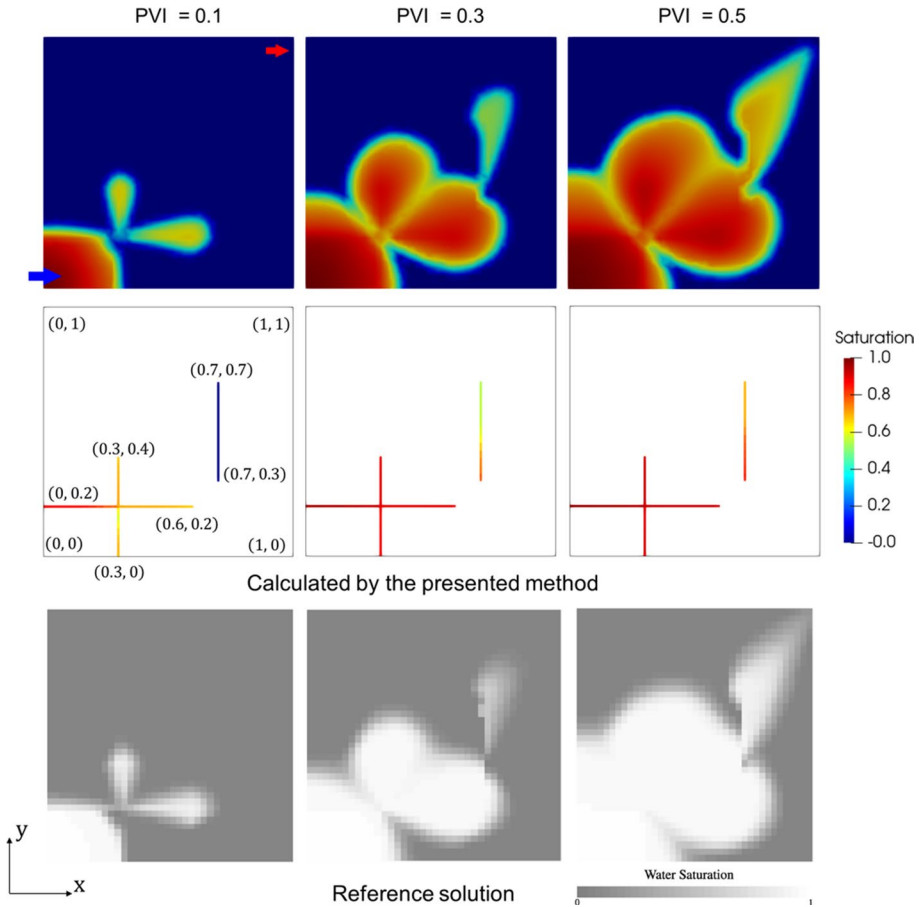 PVI = 0.1 PVI = 0.3 PVI = 0.5
(0, 1) (1, 1)
(0.7, 0.7)
(0.3, 0.4)
(0.7, 0.3)
(0, 0.2)
(0.6, 0.2)
(0, 0) (1, 0)
(0.3, 0)
Saturation
1.0
0.8
0.6
0.4
0.2
-0.0
Calculated by the presented method
y
x
Reference solution
Water Saturation
0 1